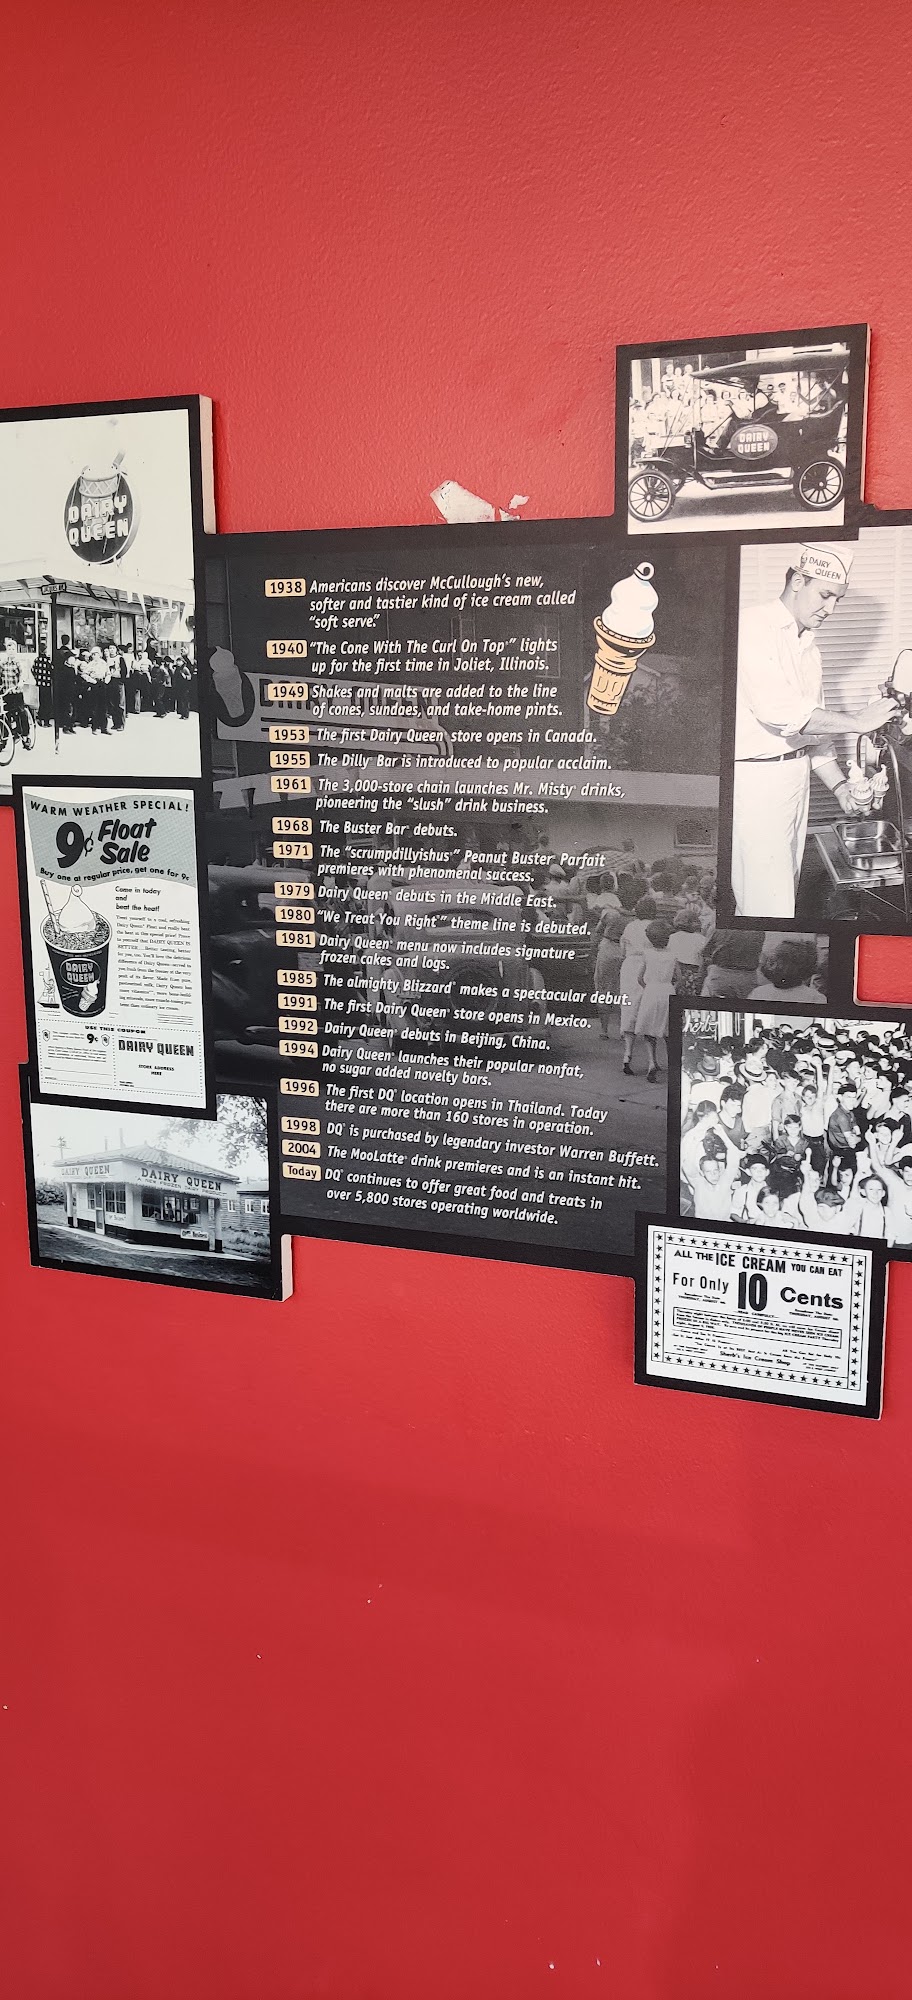 DAIRY
QUEEN
DAIRY
QUEEN
DAIRY
QUEEN
1938 Americans discover McCullough's new,
softer and tastier kind of ice cream called
"soft serve."
1940 "The Cone With The Curl On Top" lights
up for the first time in Joliet, Illinois.
1949 Shakes and malts are added to the line
of cones, sundaes, and take-home pints.
1953 The first Dairy Queen® store opens in Canada.
1955 The Dilly® Bar is introduced to popular acclaim.
1961 The 3,000-store chain launches Mr. Misty® drinks,
pioneering the "slush" drink business.
1968 The Buster Bar® debuts.
1971 The "scrumpdillyishus®" Peanut Buster® Parfait
premieres with phenomenal success.
1979 Dairy Queen® debuts in the Middle East.
1980 "We Treat You Right®" theme line is debuted.
1981 Dairy Queen® menu now includes signature
frozen cakes and logs.
1985 The almighty Blizzard® makes a spectacular debut.
1991 The first Dairy Queen® store opens in Mexico.
1992 Dairy Queen® debuts in Beijing, China.
1994 Dairy Queen® launches their popular nonfat,
no sugar added novelty bars.
1996 The first DQ® location opens in Thailand. Today
there are more than 160 stores in operation.
1998 DQ® is purchased by legendary investor Warren Buffett.
2004 The MooLatte® drink premieres and is an instant hit.
Today DQ® continues to offer great food and treats in
over 5,800 stores operating worldwide.
WARM WEATHER SPECIAL!
9¢ Float
Sale
Buy one at regular price, get one for 9¢
Come in today
and
beat the heat!
DAIRY
QUEEN
USE THIS COUPON
9¢
DAIRY QUEEN
STORE ADDRESS
HERE
DAIRY QUEEN
DAIRY QUEEN
ALL THE ICE CREAM YOU CAN EAT
For Only 10 Cents
Sherb's Ice Cream Shop